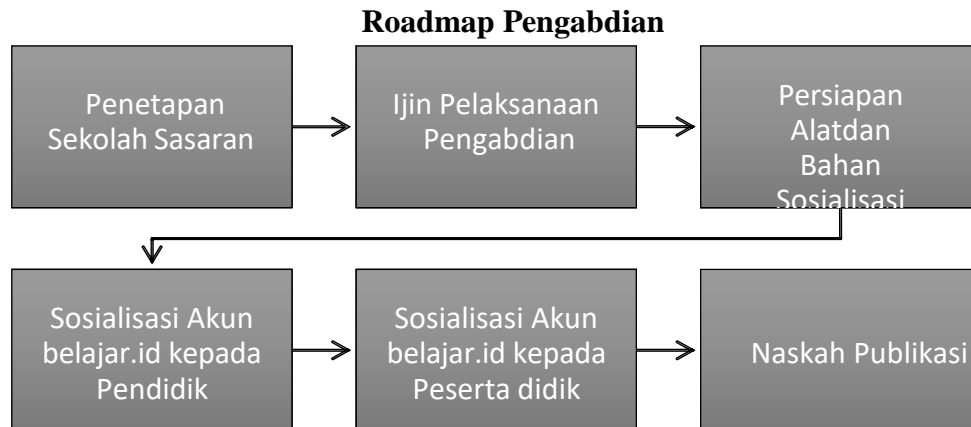 Roadmap Pengabdian
Penetapan
Sekolah Sasaran
Ijin Pelaksanaan
Pengabdian
Persiapan
Alatdan
Bahan
Sosialisasi
Sosialisasi Akun
belajar.id kepada
Pendidik
Sosialisasi Akun
belajar.id kepada
Peserta didik
Naskah Publikasi